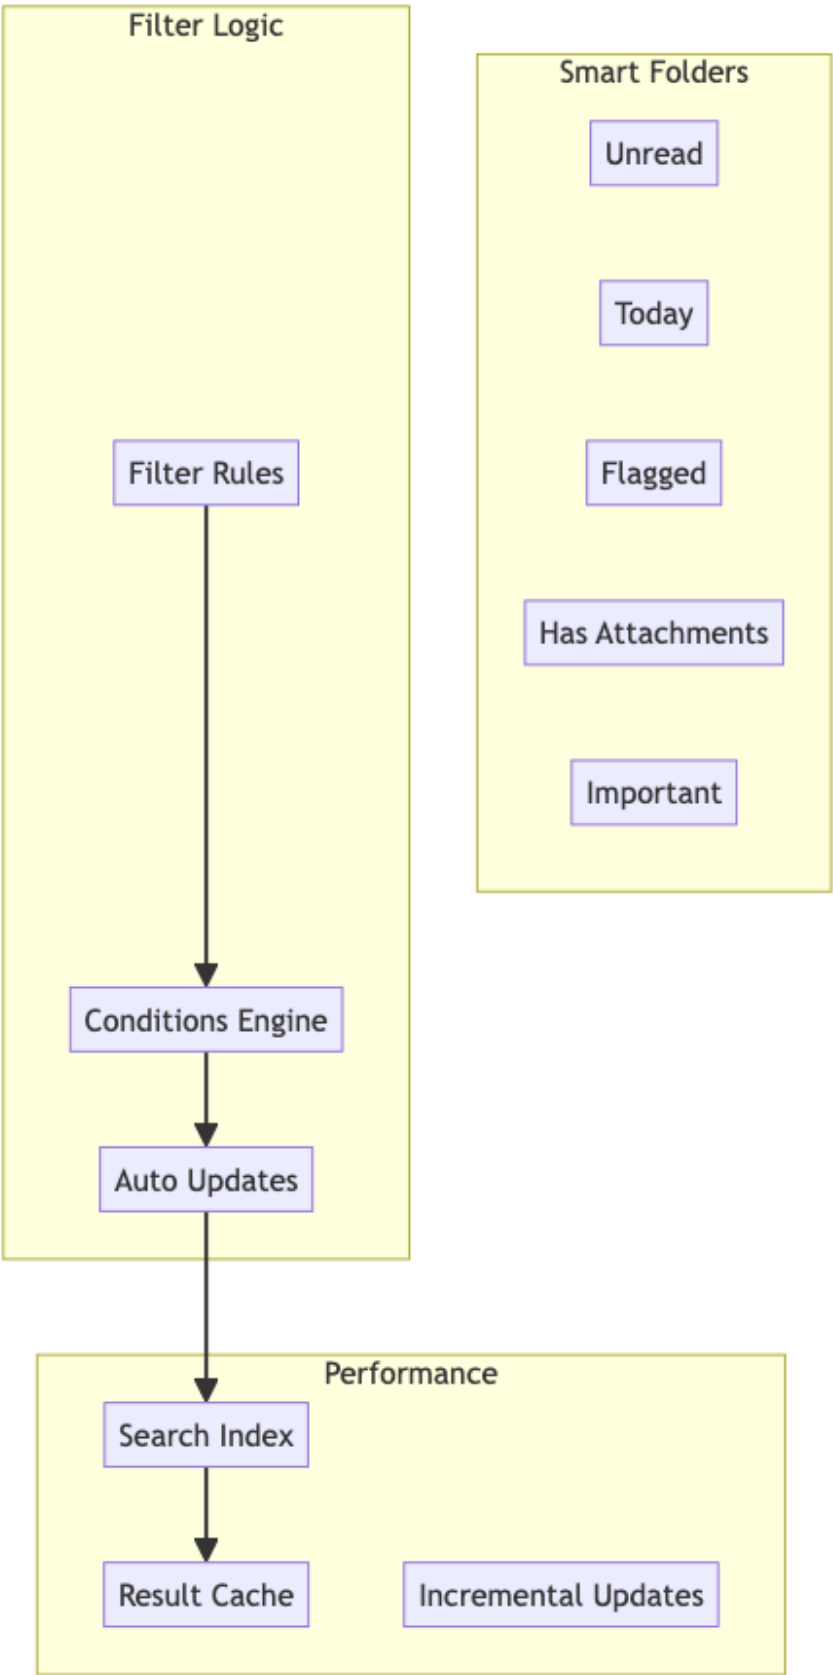 Filter Logic
Filter Rules
Conditions Engine
Auto Updates
Smart Folders
Unread
Today
Flagged
Has Attachments
Important
Performance
Search Index
Result Cache
Incremental Updates